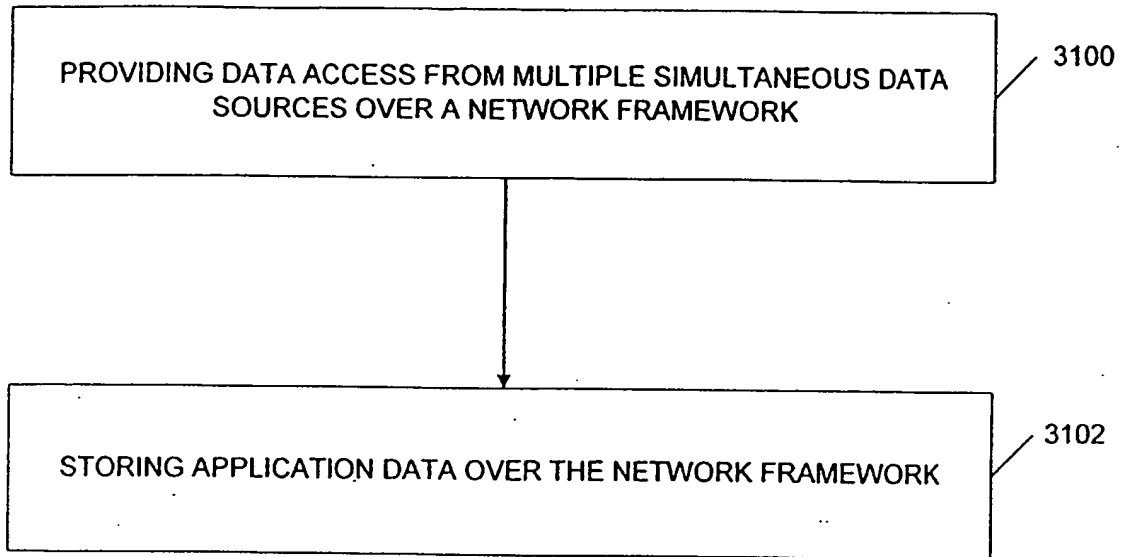 PROVIDING DATA ACCESS FROM MULTIPLE SIMULTANEOUS DATA
SOURCES OVER A NETWORK FRAMEWORK
3100
STORING APPLICATION DATA OVER THE NETWORK FRAMEWORK
3102